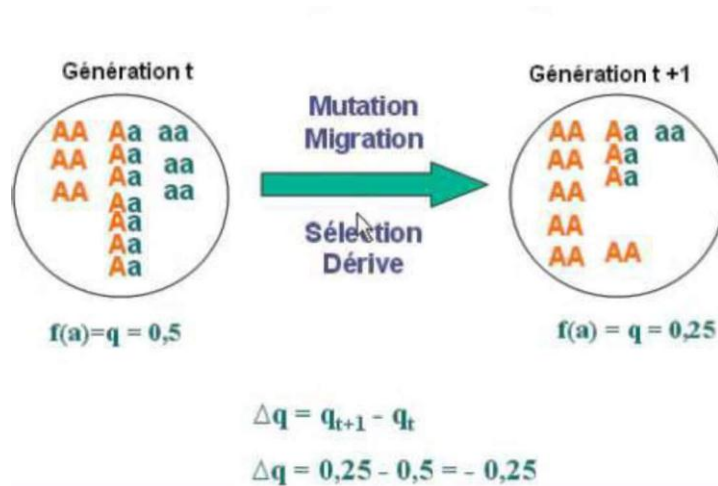 Génération t
AA Aa aa
AA Aa aa
AA Aa aa
Aa
Aa
Aa
Aa
f(a)=q = 0,5
Mutation
Migration
Sélection
Dérive
Génération t +1
AA Aa aa
AA Aa
AA Aa
AA
AA AA
f(a) = q = 0,25
△q = qt+1 - qt
△q = 0,25 - 0,5 = - 0,25